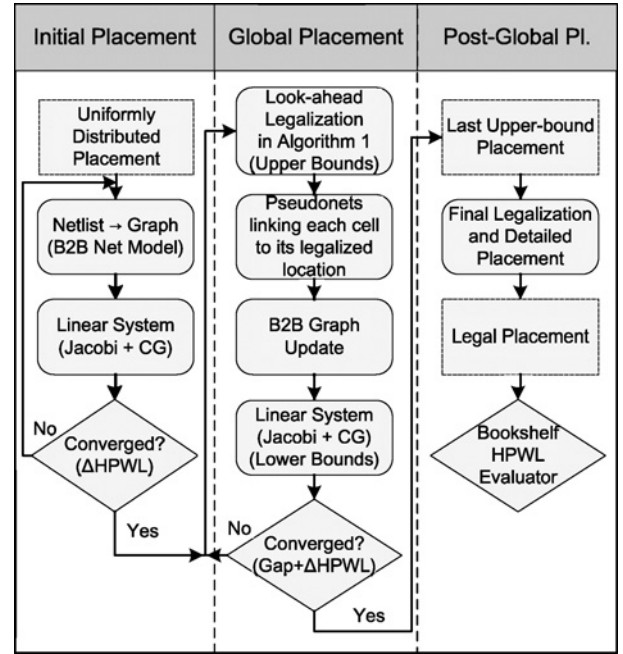 Initial Placement
Global Placement
Post-Global Pl.
Uniformly
Distributed
Placement
Netlist → Graph
(B2B Net Model)
Linear System
(Jacobi + CG)
No
Converged?
(ΔHPWL)
Yes
Look-ahead
Legalization
in Algorithm 1
(Upper Bounds)
Pseudonets
linking each cell
to its legalized
location
B2B Graph
Update
Linear System
(Jacobi + CG)
(Lower Bounds)
No
Converged?
(Gap+ΔHPWL)
Yes
Last Upper-bound
Placement
Final Legalization
and Detailed
Placement
Legal Placement
Bookshelf
HPWL
Evaluator